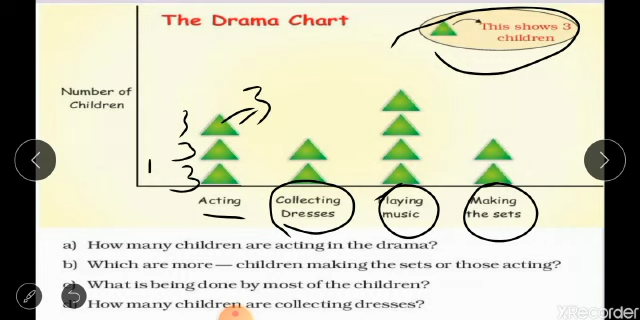 The Drama Chart
This shows 3
children
Number of
Children
3
3
3
3
1
Acting
Collecting
Dresses
Playing
music
Making
the sets
a) How many children are acting in the drama?
b) Which are more — children making the sets or those acting?
c) What is being done by most of the children?
d) How many children are collecting dresses?
XRecorder